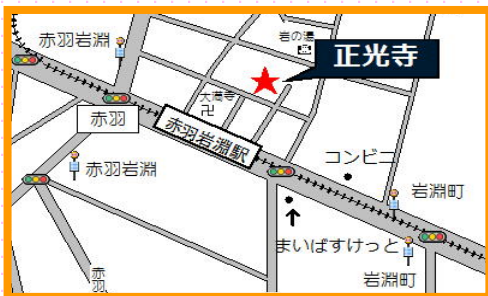 赤羽岩淵
岩の湯
正光寺
大満寺
卍
赤羽
赤羽岩淵駅
コンビニ
赤羽岩淵
岩淵町
まいばすけっと
岩淵町
赤羽